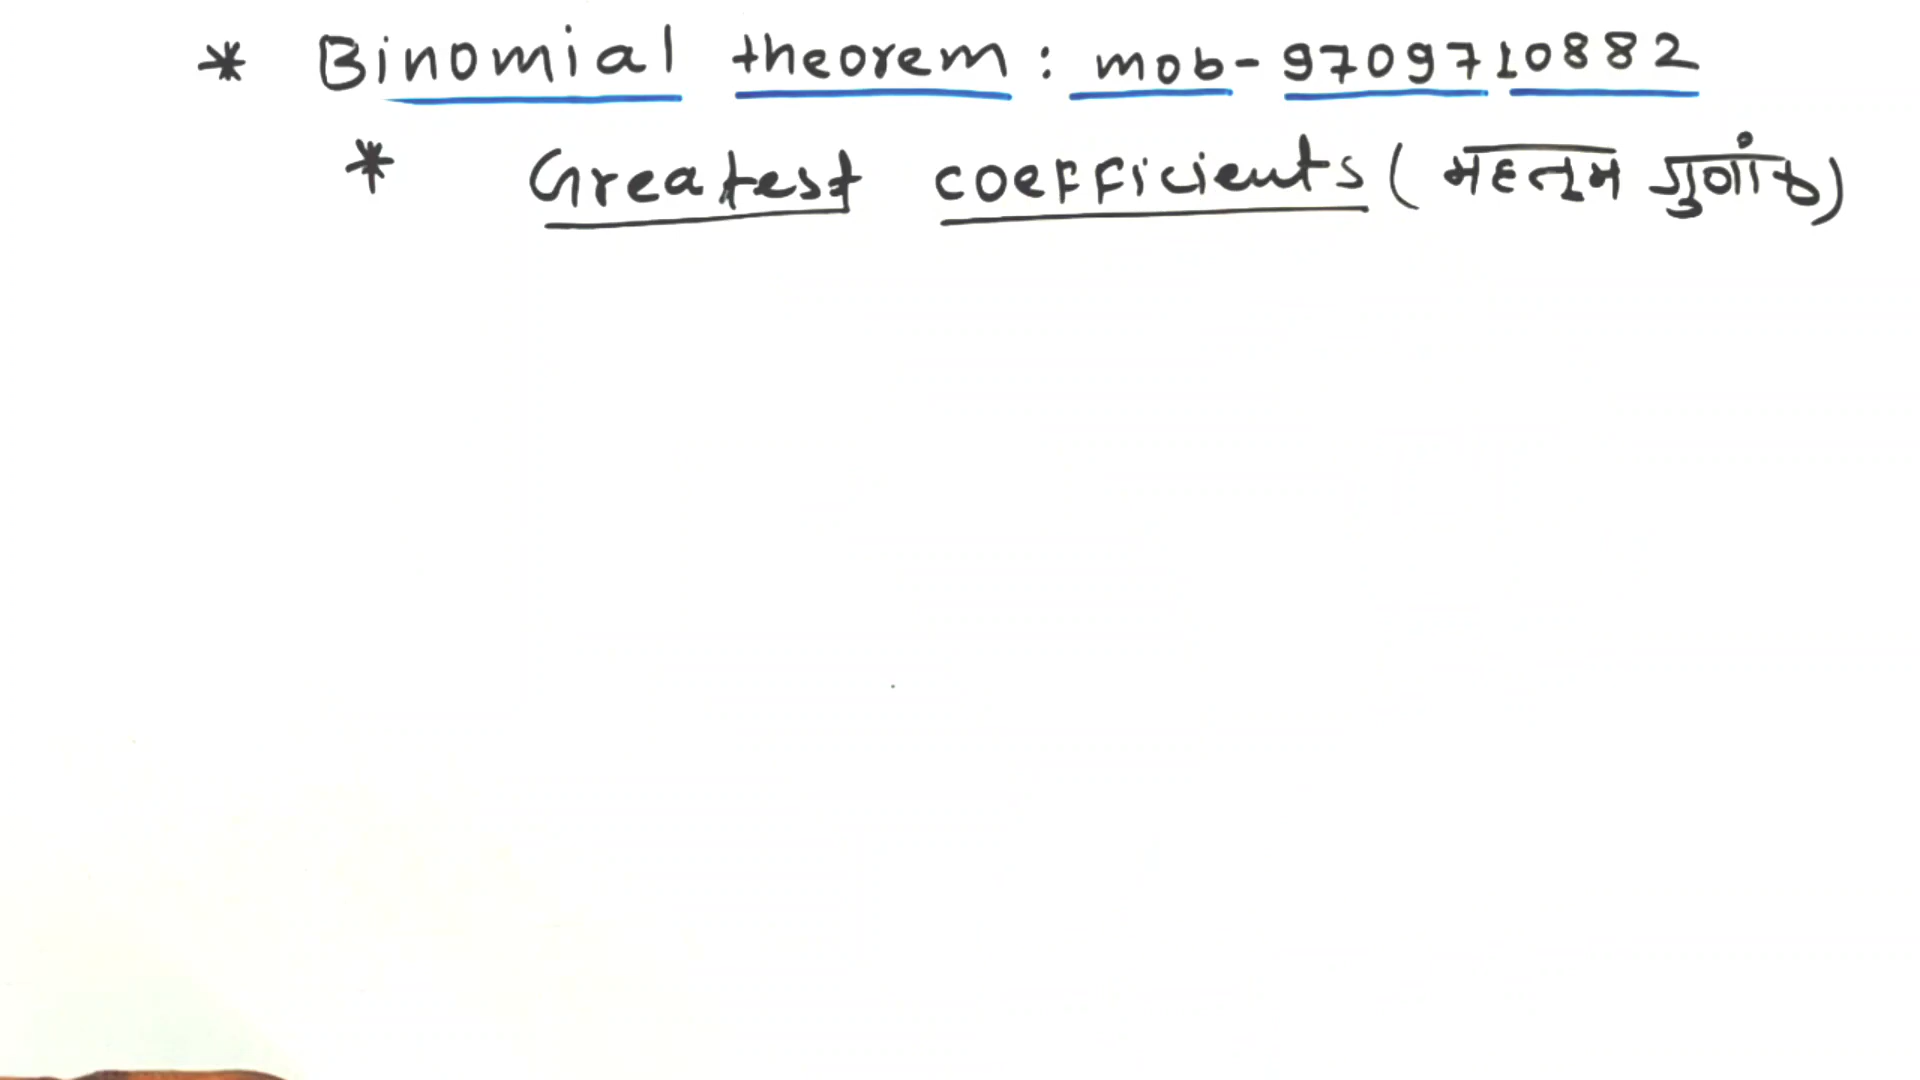 * Binomial theorem : mob- 9709710882
* Greatest coefficients ( महत्तम गुणांक )